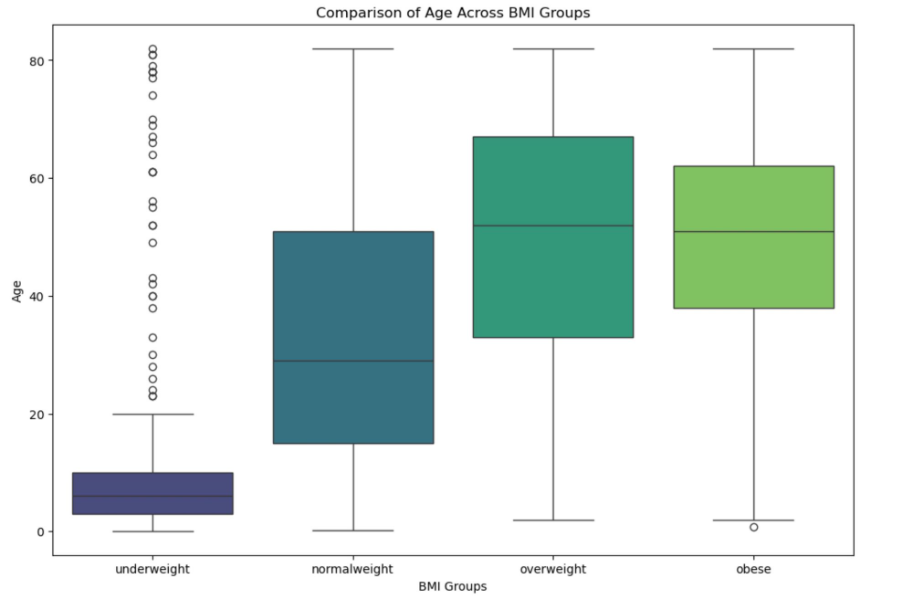 Comparison of Age Across BMI Groups
80
60
40
20
0
Age
underweight
normalweight
overweight
obese
BMI Groups